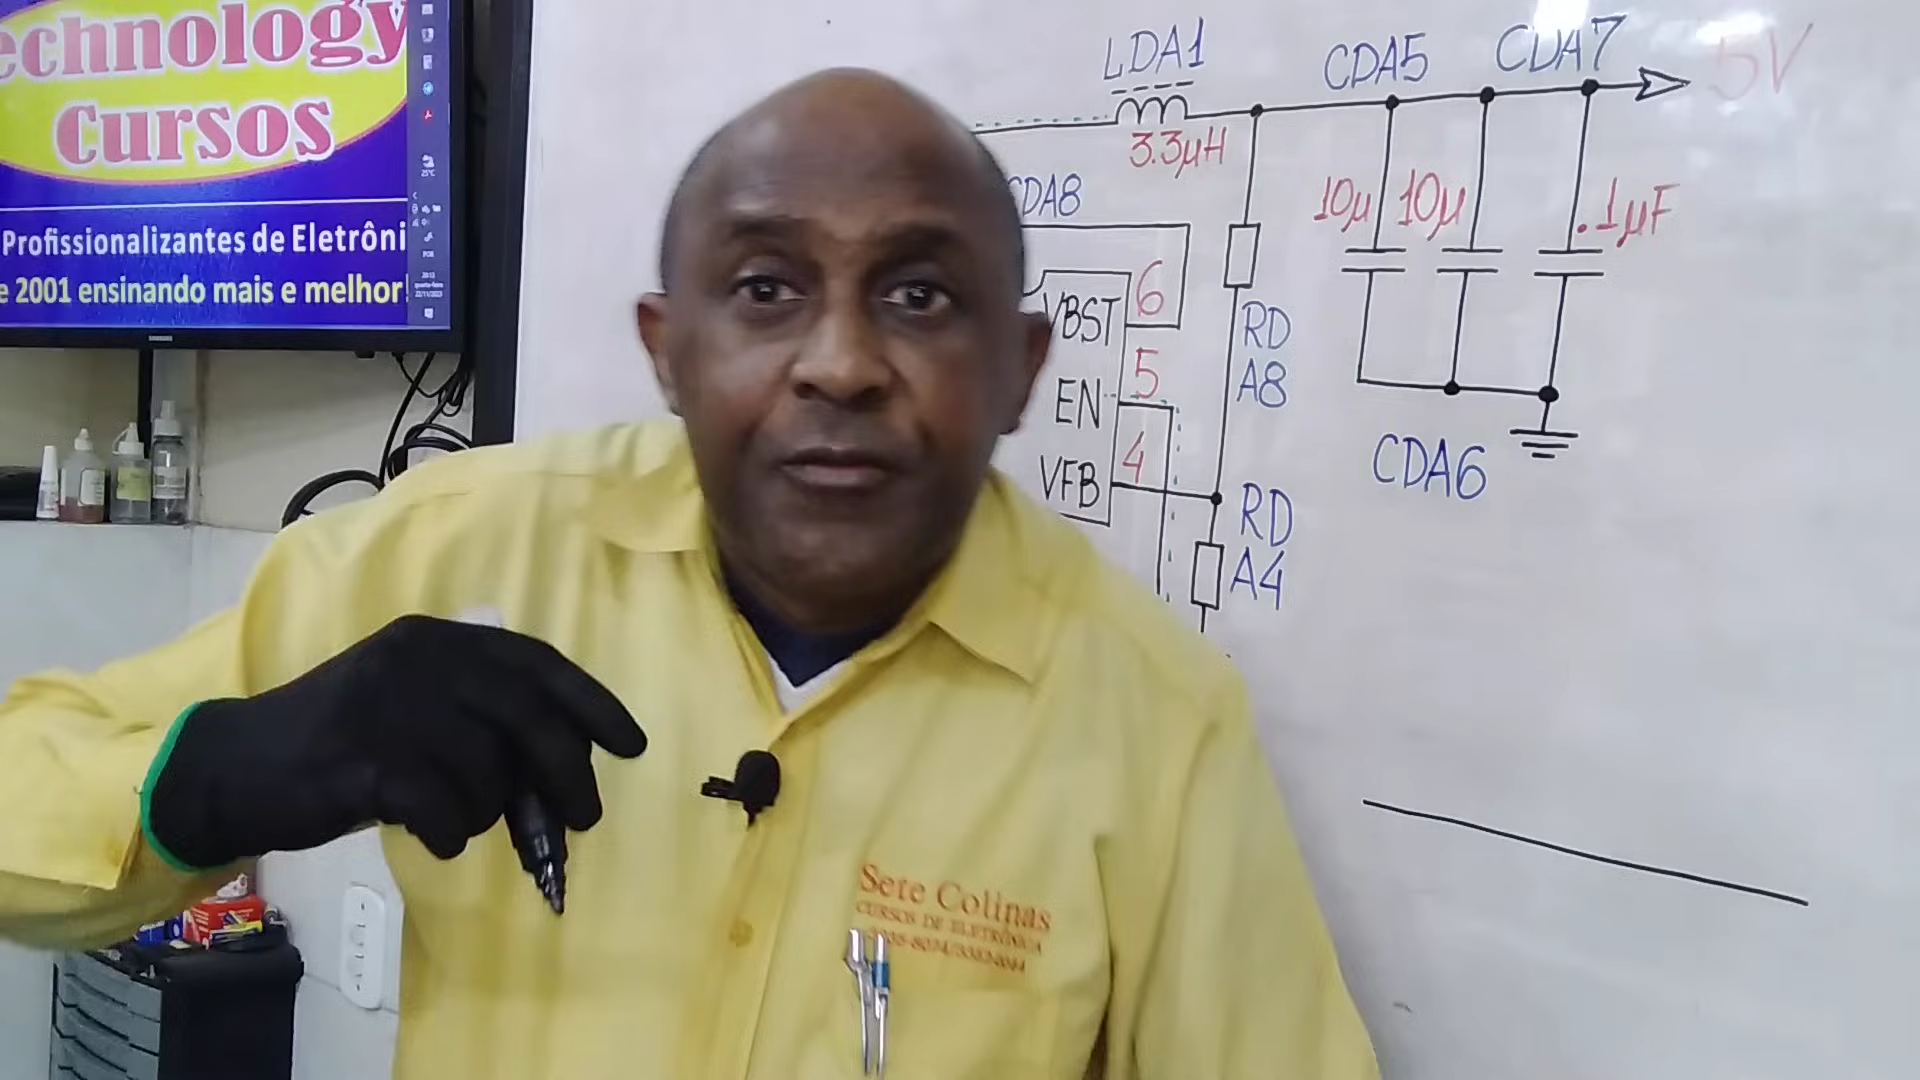 echnology
Cursos
Profissionalizantes de Eletrôni
e 2001 ensinando mais e melhor!
SAMSUNG
LDA1
3.3µH
CDA5
CDA7
5V
10µ
10µ
.1µF
CDA6
CDA8
VBST
6
EN
5
VFB
4
RD
A8
RD
A4
Sete Colinas
CURSOS DE ELETRÔNICA